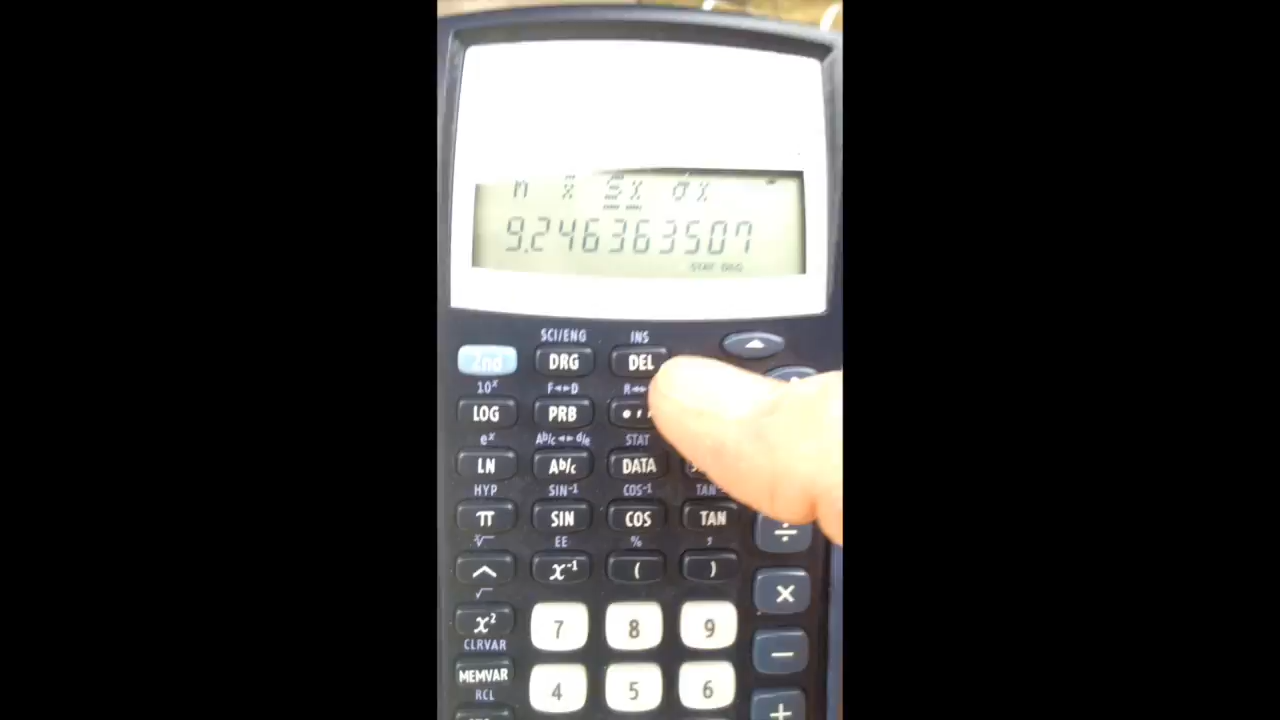 n x̄ Sx σx
9.246363507
STAT DEG
SCI/ENG INS
2nd DRG DEL
10ˣ F◄►D R◄►
LOG PRB
eˣ Ab/c◄►d/e STAT
LN Ab/c DATA
HYP SIN⁻¹ COS⁻¹ TAN
π SIN COS TAN ÷
ˣ√ EE % ,
^ x⁻¹ ( ) ×
√
x² 7 8 9
CLRVAR −
MEMVAR 4 5 6
RCL +